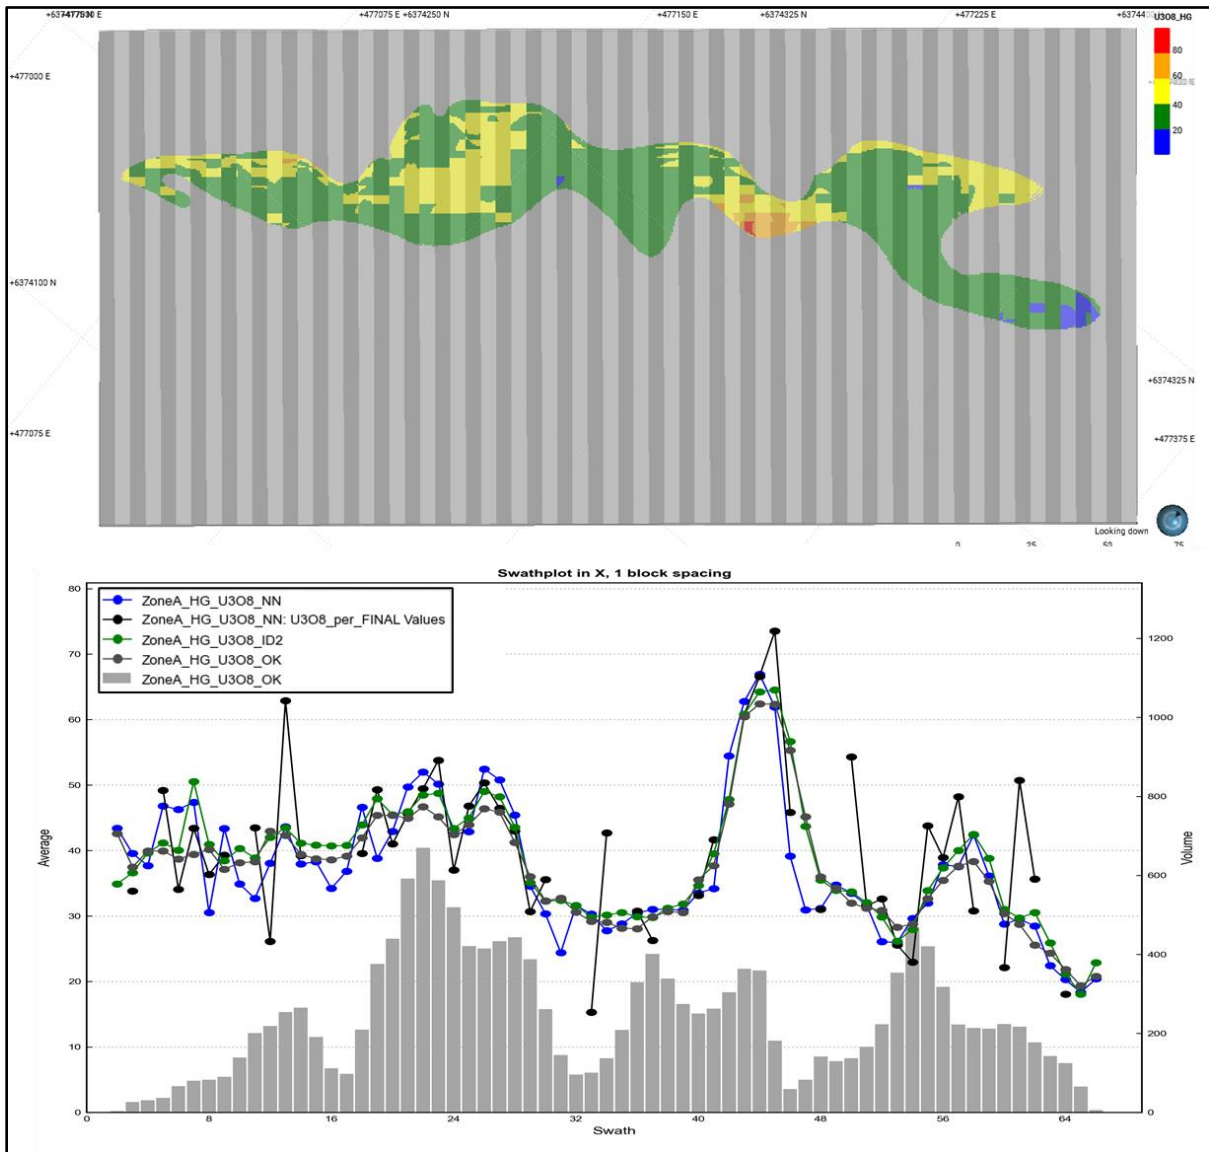 +477075 E
+6374250 N
+477150 E
+6374325 N
+477225 E
U3O8_HG
+477000 E
80
60
40
20
+6374100 N
+6374325 N
+477075 E
+477375 E
Looking down
0 25 50 75
Swathplot in X, 1 block spacing
ZoneA_HG_U3O8_NN
ZoneA_HG_U3O8_NN: U3O8_per_FINAL Values
ZoneA_HG_U3O8_ID2
ZoneA_HG_U3O8_OK
ZoneA_HG_U3O8_OK
80
70
60
50
40
30
20
10
0
Average
1200
1000
800
600
400
200
0
Volume
0 8 16 24 32 40 48 56 64
Swath